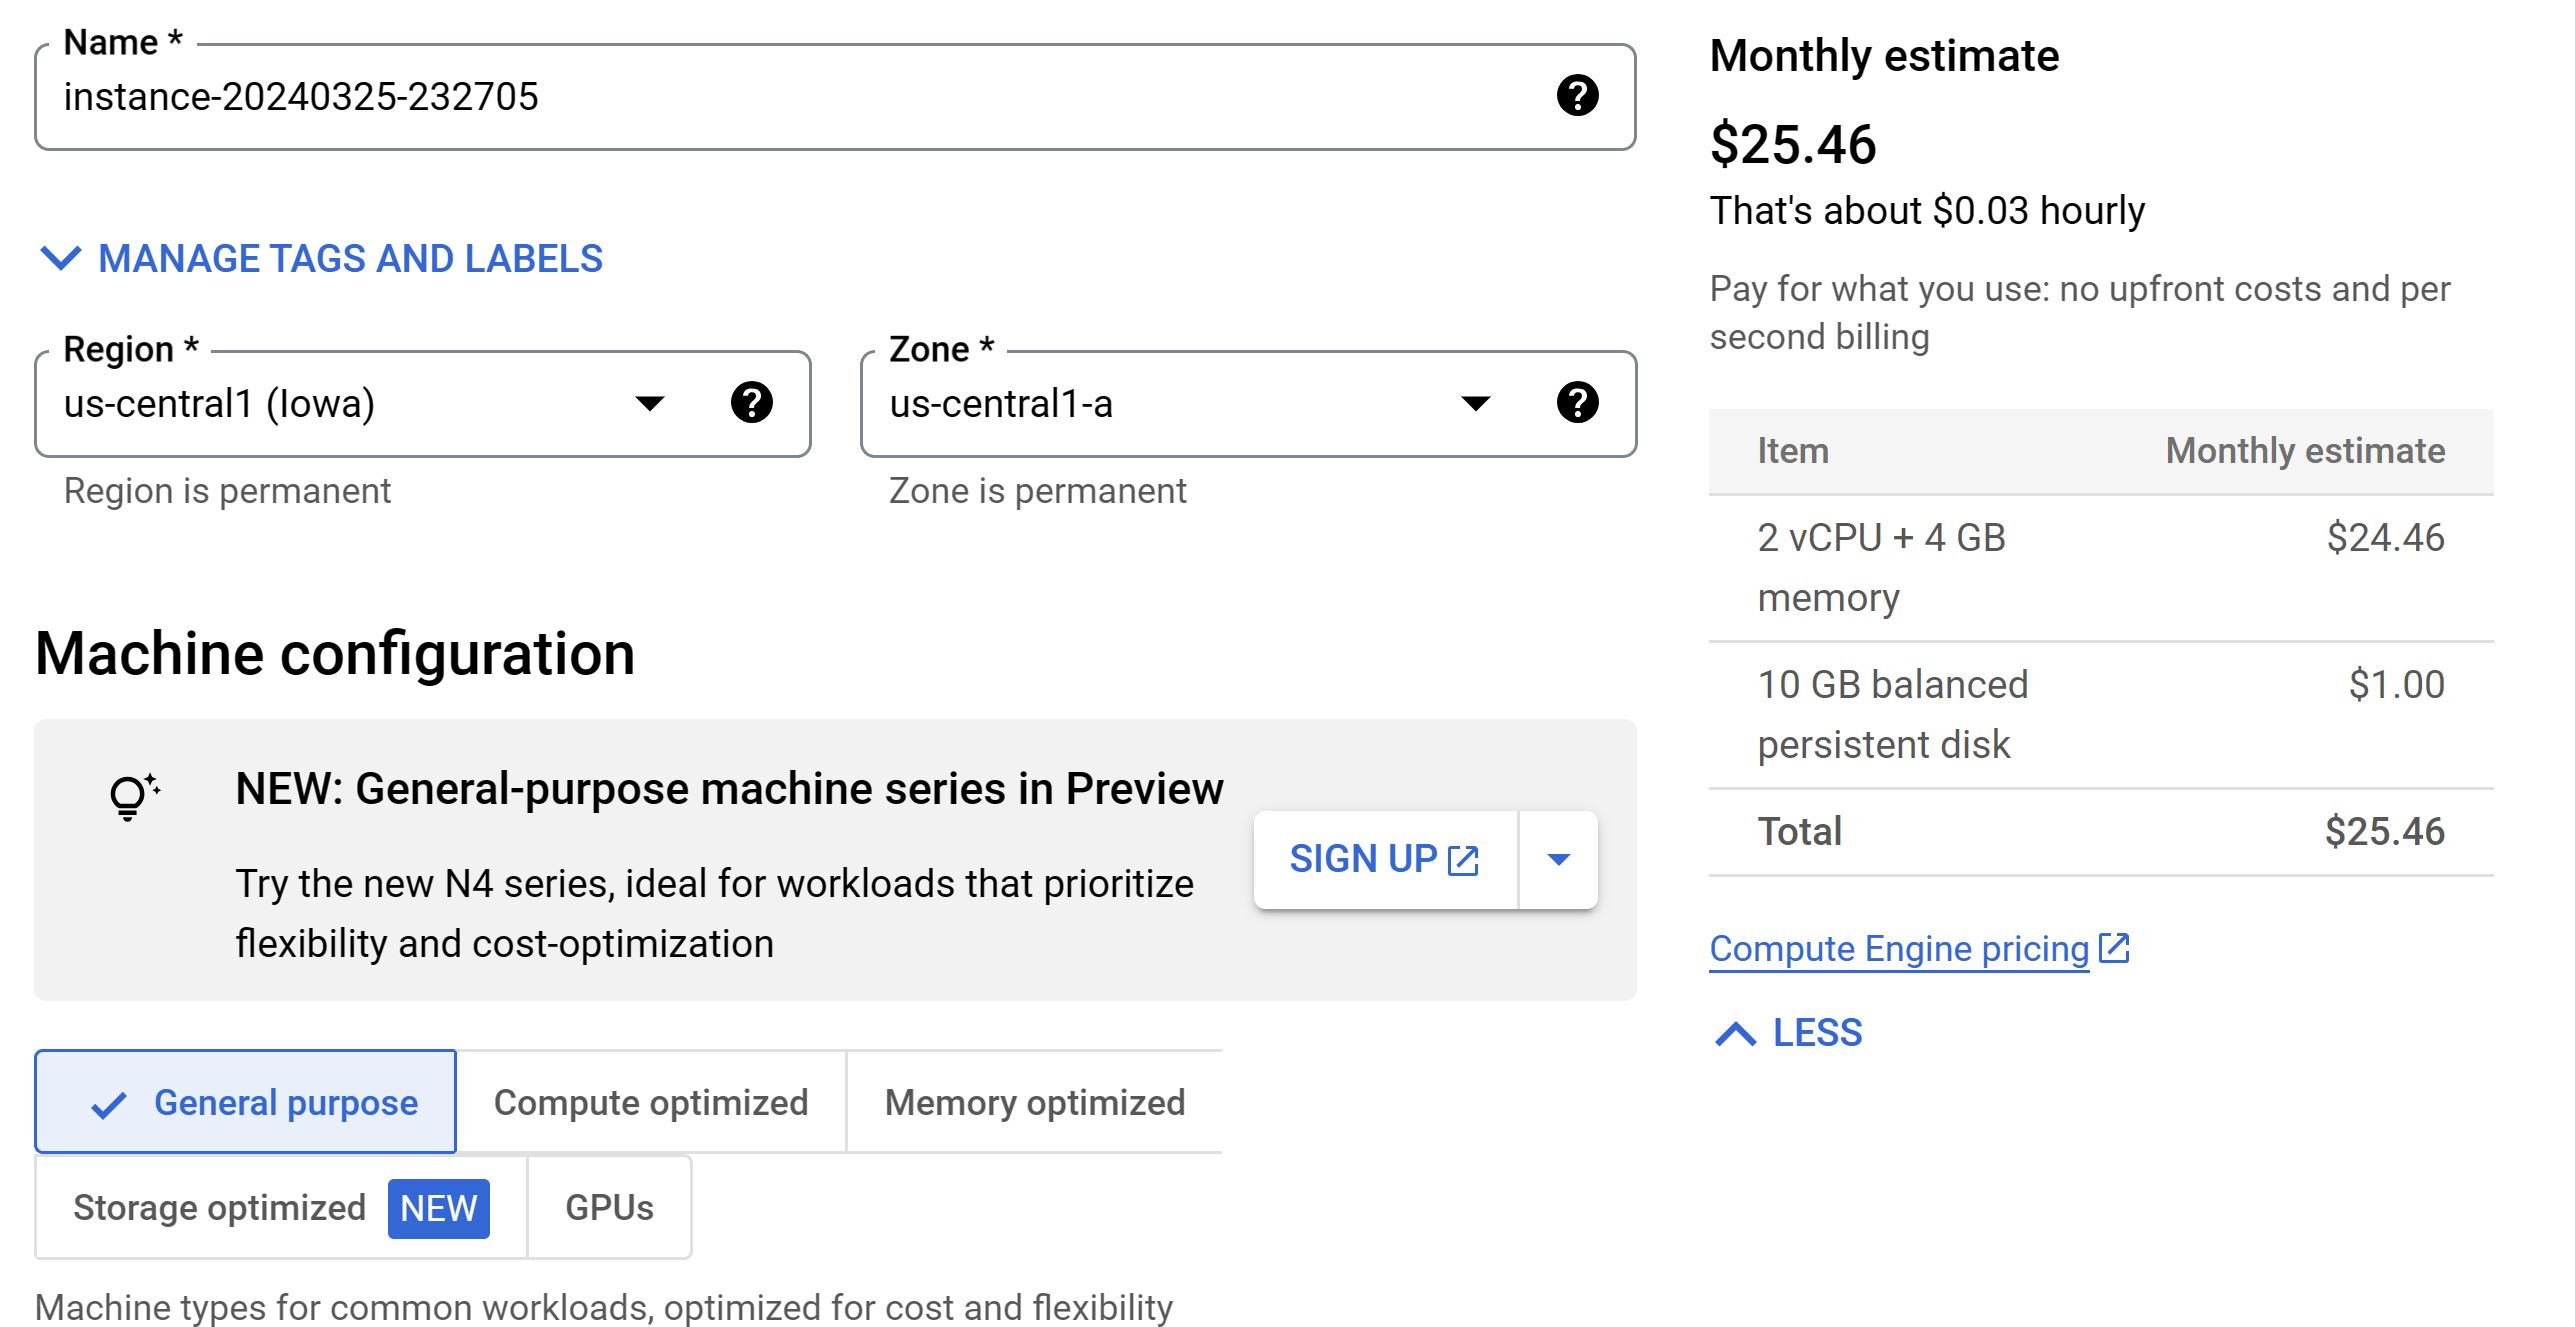 Name *
instance-20240325-232705
MANAGE TAGS AND LABELS
Region *
us-central1 (Iowa)
Region is permanent
Zone *
us-central1-a
Zone is permanent
Machine configuration
NEW: General-purpose machine series in Preview
Try the new N4 series, ideal for workloads that prioritize
flexibility and cost-optimization
SIGN UP
General purpose
Compute optimized
Memory optimized
Storage optimized NEW
GPUs
Machine types for common workloads, optimized for cost and flexibility
Monthly estimate
$25.46
That's about $0.03 hourly
Pay for what you use: no upfront costs and per
second billing
Item Monthly estimate
2 vCPU + 4 GB $24.46
memory
10 GB balanced $1.00
persistent disk
Total $25.46
Compute Engine pricing
LESS